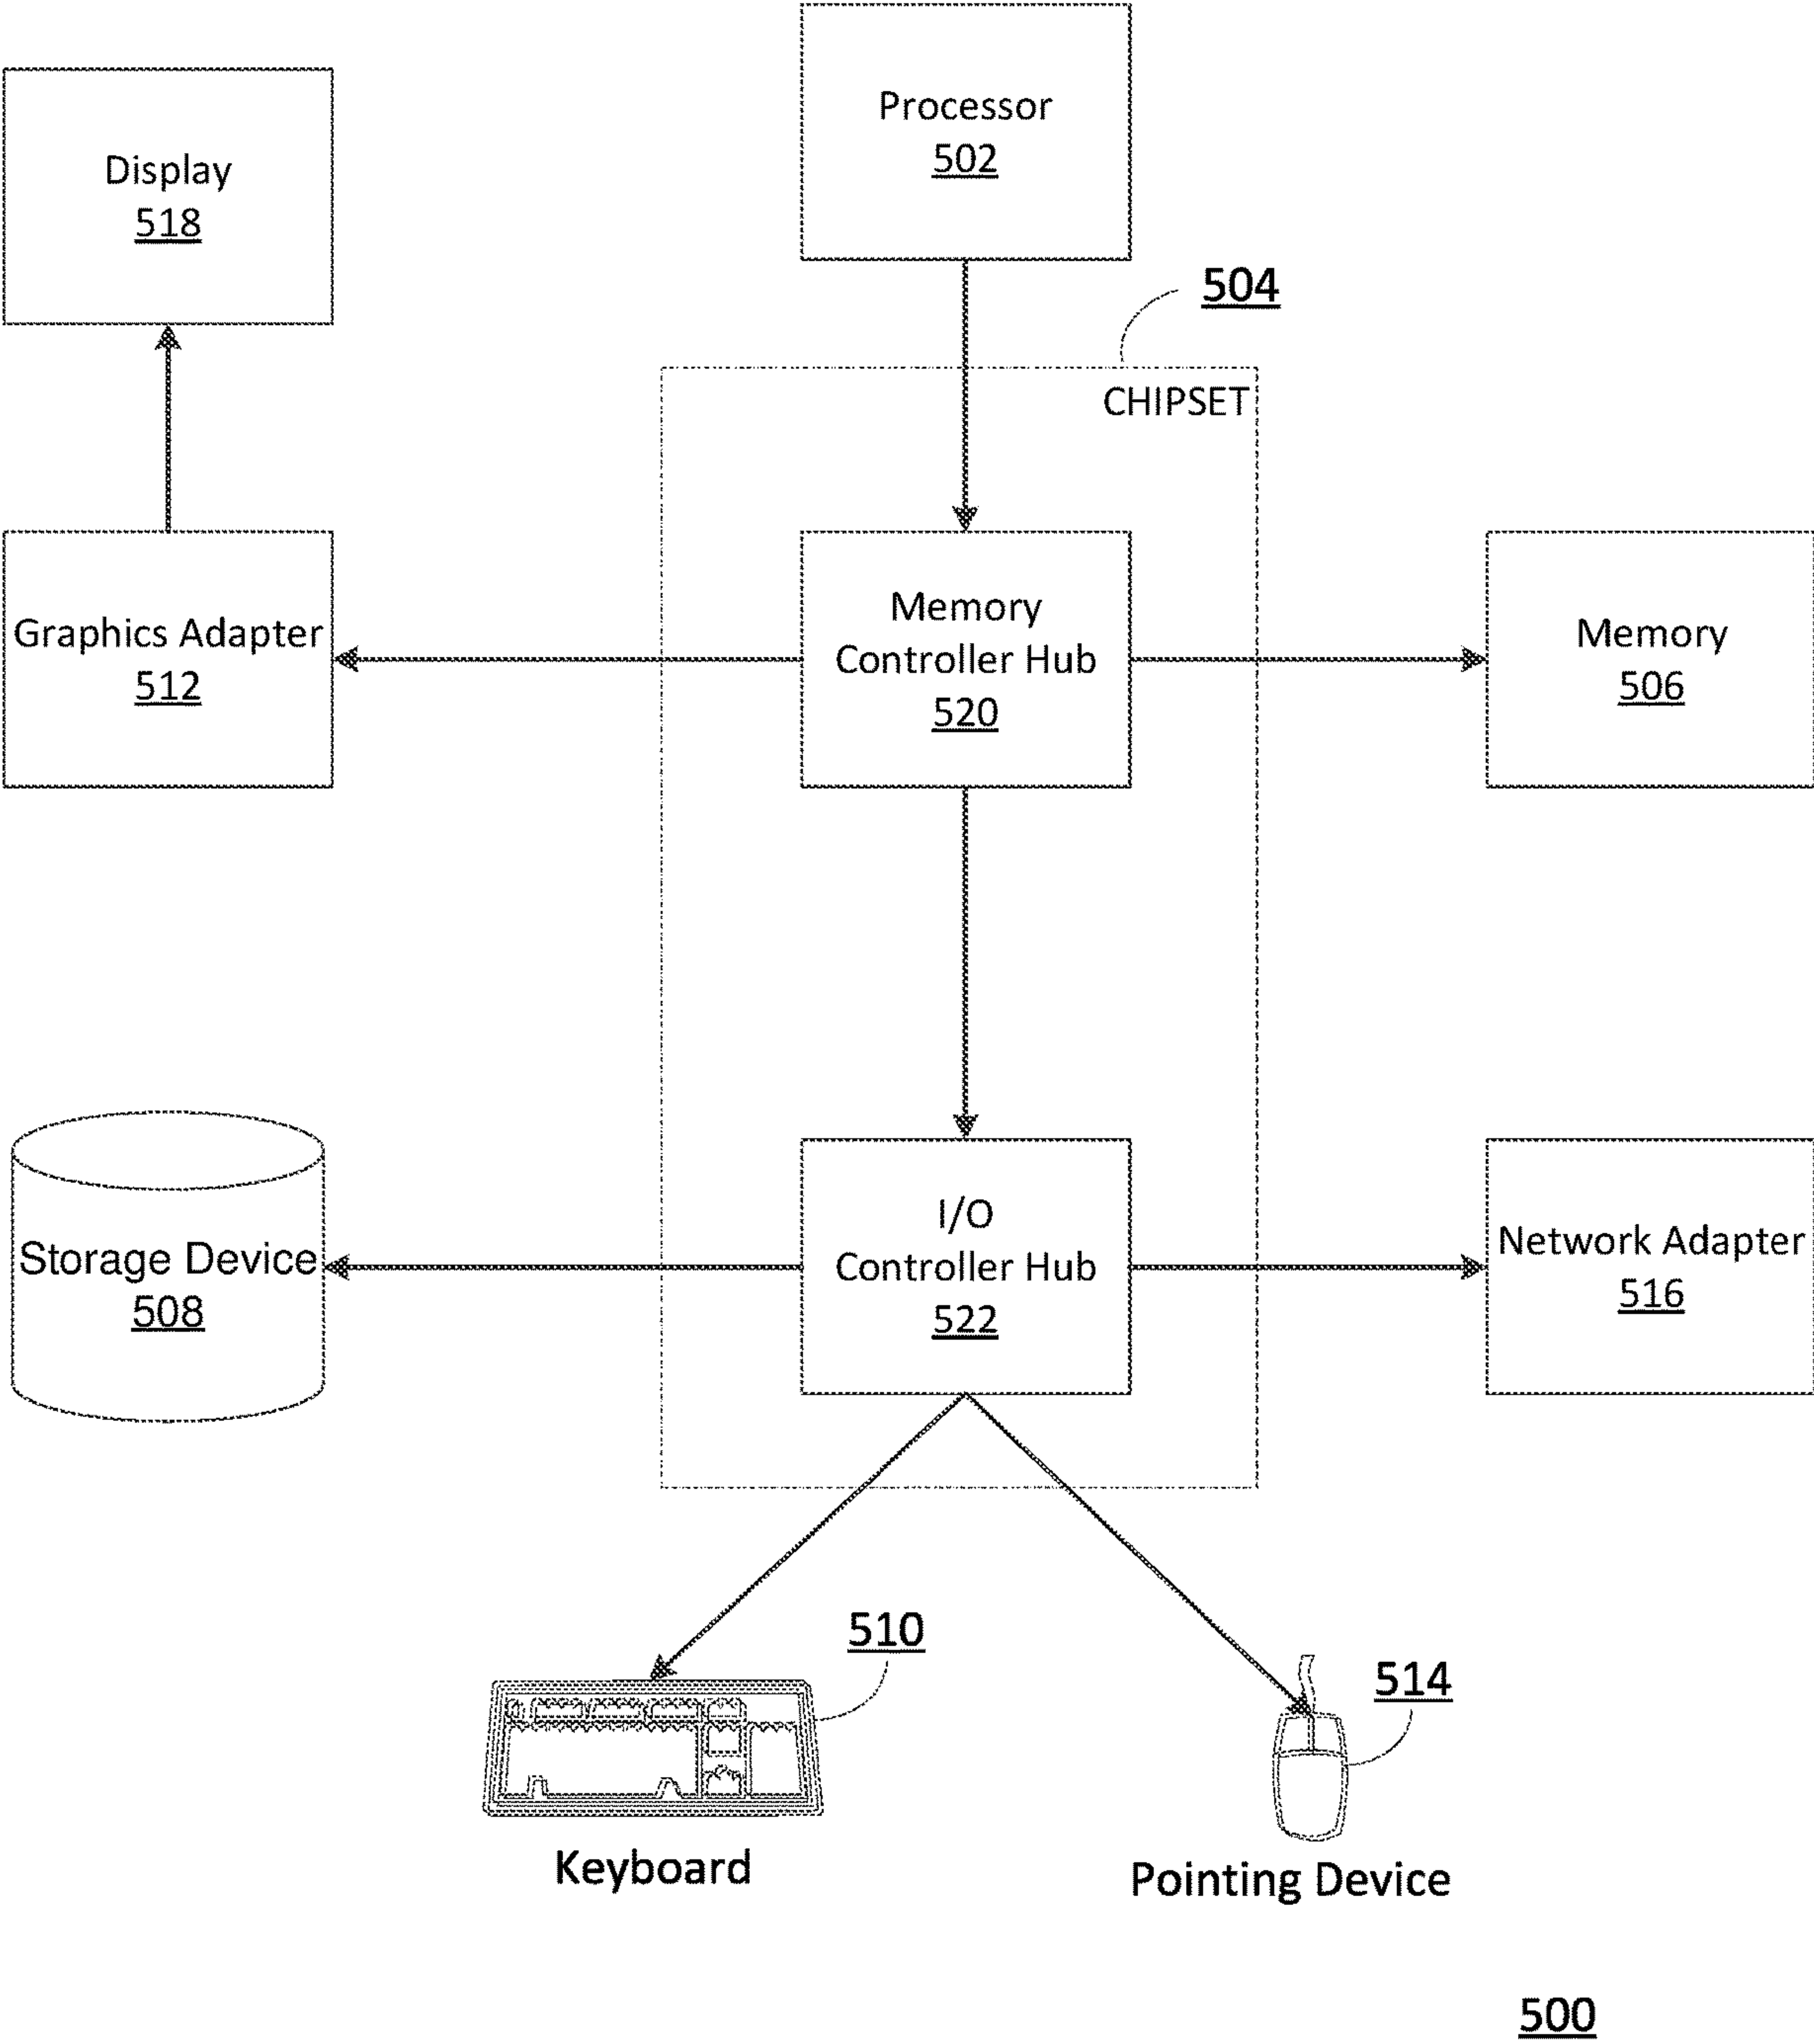 Processor
502
Display
518
504
CHIPSET
Graphics Adapter
512
Memory
Controller Hub
520
Memory
506
Storage Device
508
I/O
Controller Hub
522
Network Adapter
516
510
514
Keyboard
Pointing Device
500